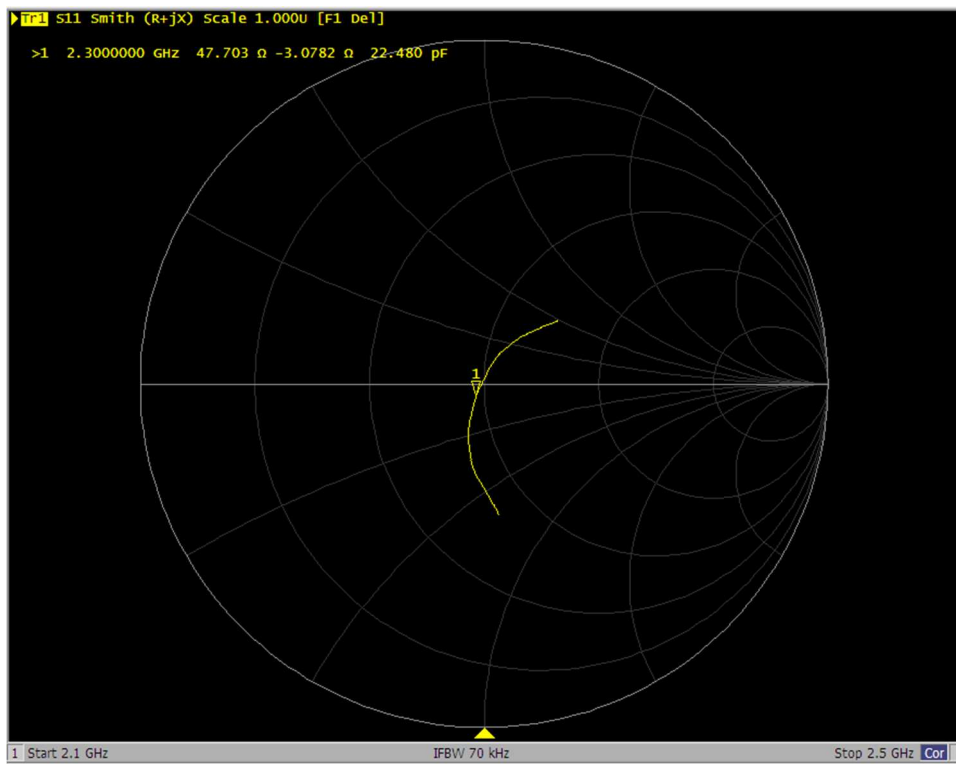 Tr1 S11 Smith (R+jX) Scale 1.000U [F1 Del]
>1 2.3000000 GHz 47.703 Ω -3.0782 Ω 22.480 pF
1
1 Start 2.1 GHz IFBW 70 kHz Stop 2.5 GHz Cor